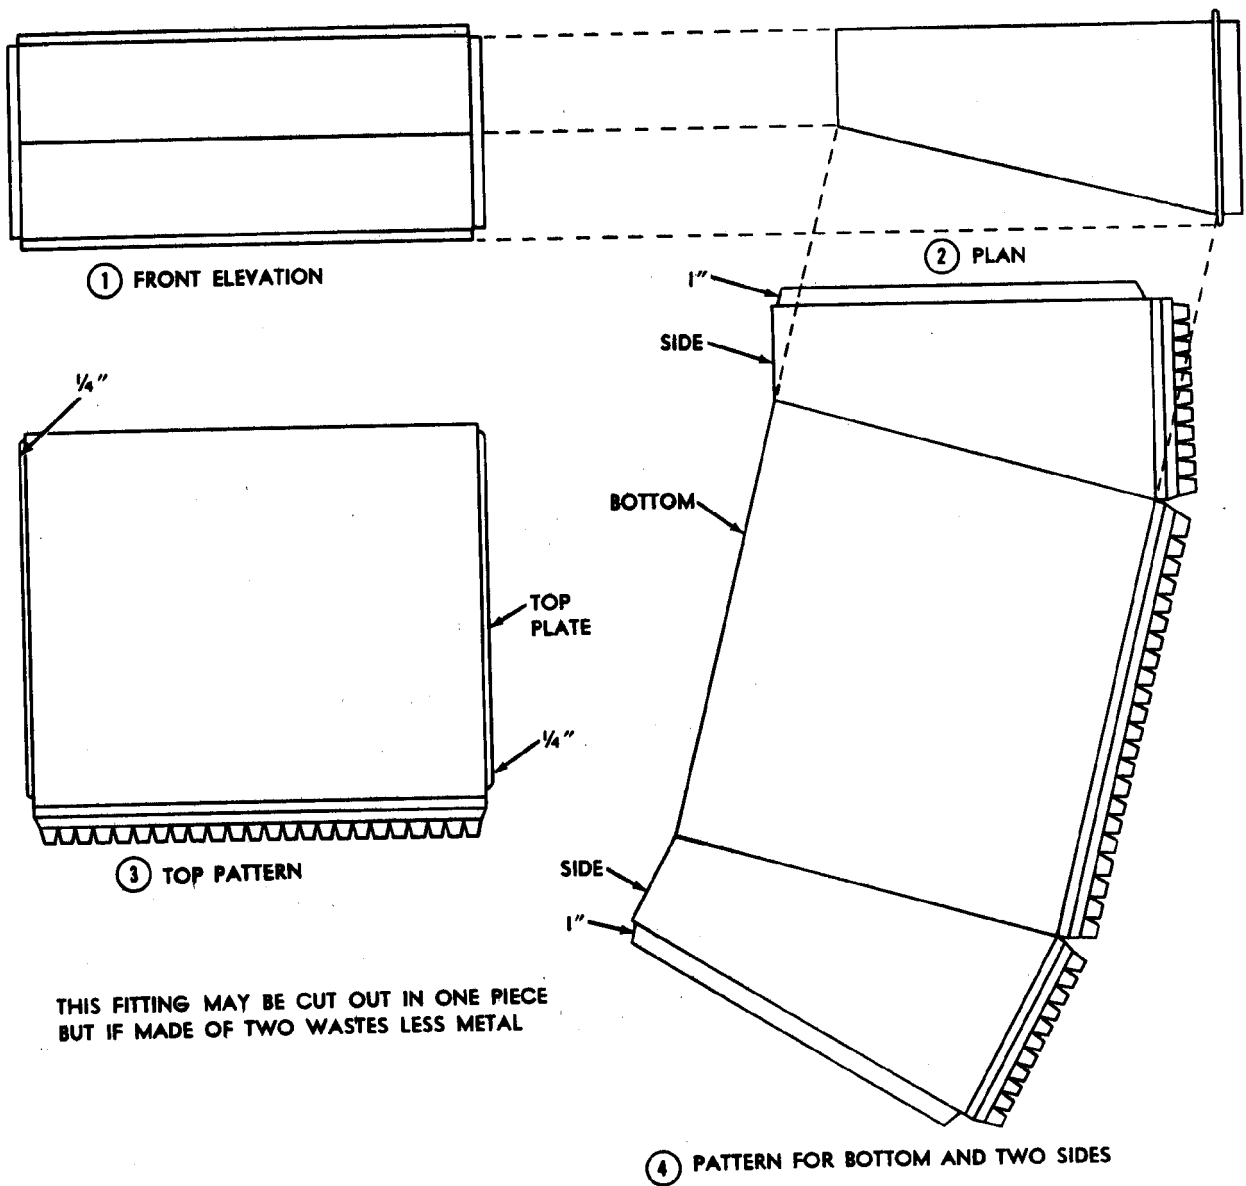 1 FRONT ELEVATION
2 PLAN
1"
SIDE
1/4"
BOTTOM
TOP
PLATE
1/4"
3 TOP PATTERN
SIDE
1"
THIS FITTING MAY BE CUT OUT IN ONE PIECE
BUT IF MADE OF TWO WASTES LESS METAL
4 PATTERN FOR BOTTOM AND TWO SIDES